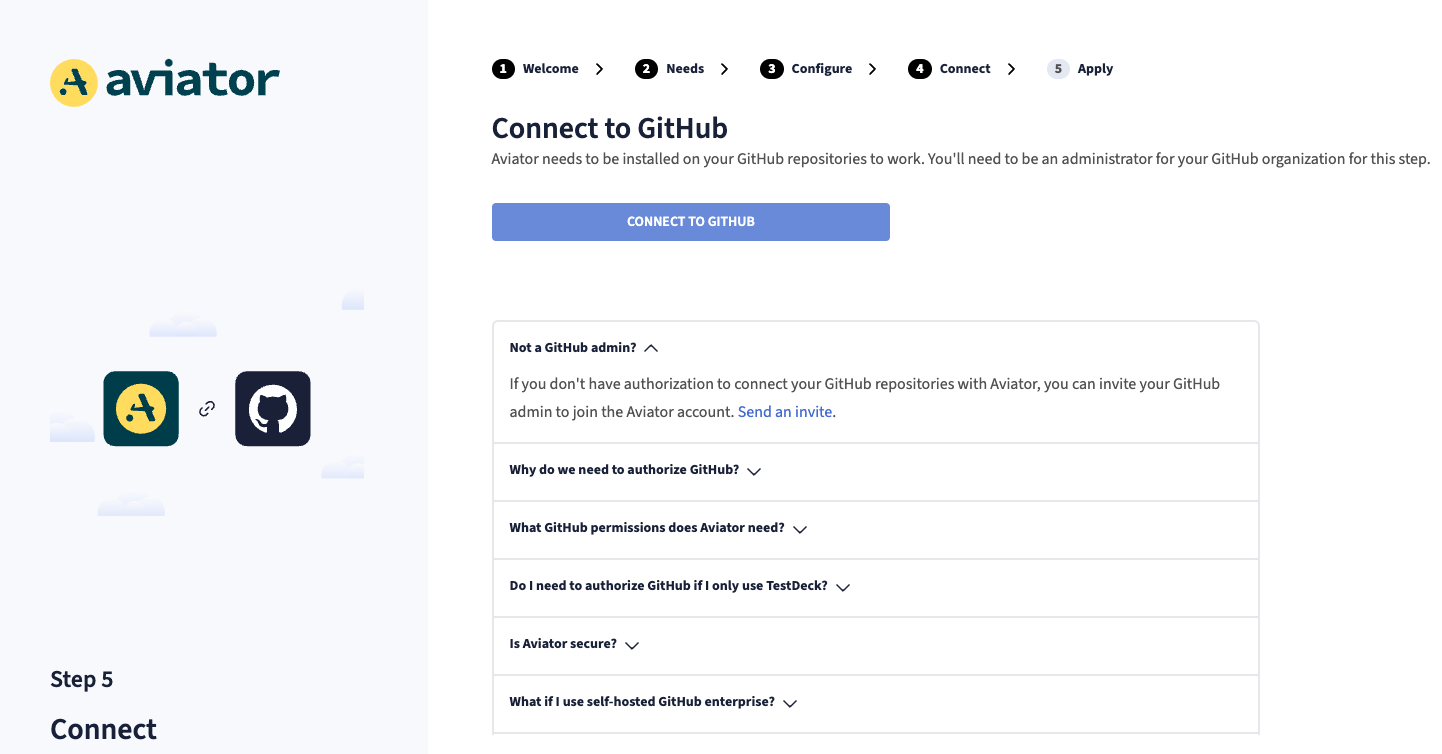 aviator
1 Welcome
2 Needs
3 Configure
4 Connect
5 Apply
Connect to GitHub
Aviator needs to be installed on your GitHub repositories to work. You'll need to be an administrator for your GitHub organization for this step.
CONNECT TO GITHUB
Not a GitHub admin?
If you don't have authorization to connect your GitHub repositories with Aviator, you can invite your GitHub
admin to join the Aviator account. Send an invite.
Why do we need to authorize GitHub?
What GitHub permissions does Aviator need?
Do I need to authorize GitHub if I only use TestDeck?
Is Aviator secure?
What if I use self-hosted GitHub enterprise?
Step 5
Connect